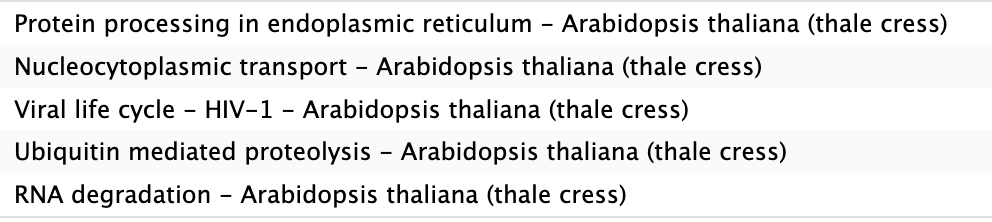 Protein processing in endoplasmic reticulum – Arabidopsis thaliana (thale cress)
Nucleocytoplasmic transport – Arabidopsis thaliana (thale cress)
Viral life cycle – HIV–1 – Arabidopsis thaliana (thale cress)
Ubiquitin mediated proteolysis – Arabidopsis thaliana (thale cress)
RNA degradation – Arabidopsis thaliana (thale cress)